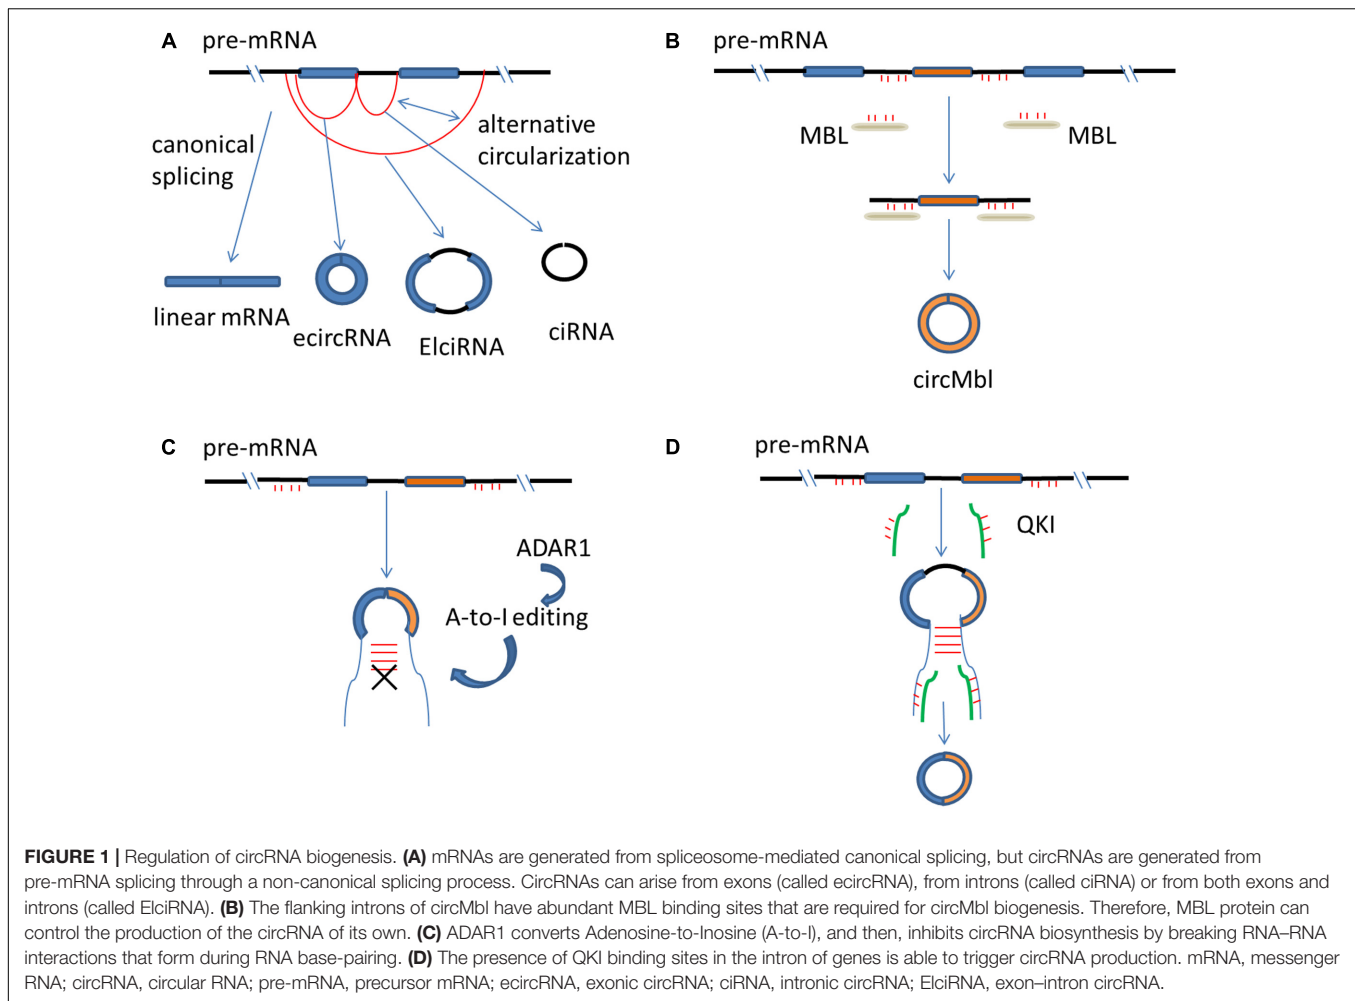 A pre-mRNA
canonical
splicing
alternative
circularization
linear mRNA
ecircRNA
ElciRNA
ciRNA
B pre-mRNA
MBL
MBL
circMbl
C pre-mRNA
ADAR1
A-to-I editing
D pre-mRNA
QKI
FIGURE 1 | Regulation of circRNA biogenesis. (A) mRNAs are generated from spliceosome-mediated canonical splicing, but circRNAs are generated from
pre-mRNA splicing through a non-canonical splicing process. CircRNAs can arise from exons (called ecircRNA), from introns (called ciRNA) or from both exons and
introns (called ElciRNA). (B) The flanking introns of circMbl have abundant MBL binding sites that are required for circMbl biogenesis. Therefore, MBL protein can
control the production of the circRNA of its own. (C) ADAR1 converts Adenosine-to-Inosine (A-to-I), and then, inhibits circRNA biosynthesis by breaking RNA–RNA
interactions that form during RNA base-pairing. (D) The presence of QKI binding sites in the intron of genes is able to trigger circRNA production. mRNA, messenger
RNA; circRNA, circular RNA; pre-mRNA, precursor mRNA; ecircRNA, exonic circRNA; ciRNA, intronic circRNA; ElciRNA, exon–intron circRNA.